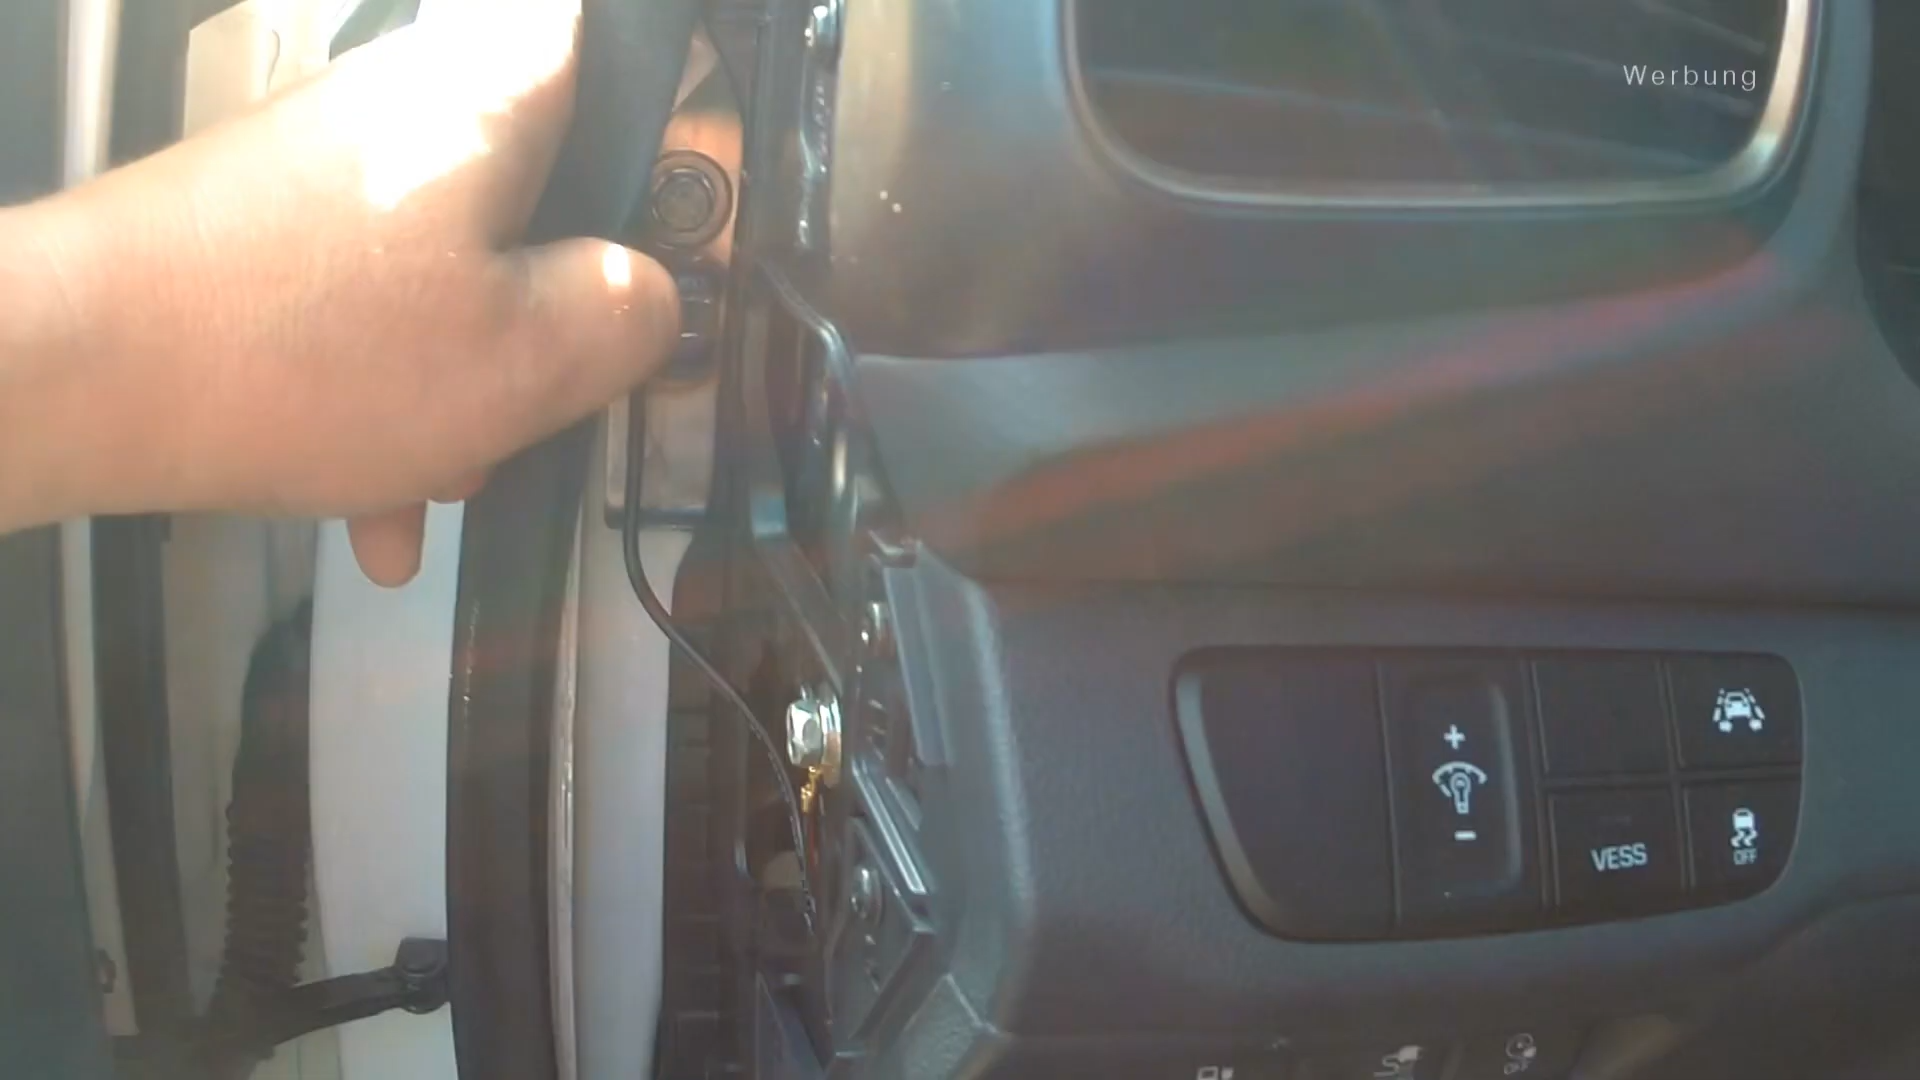 Werbung
+
-
VESS
OFF